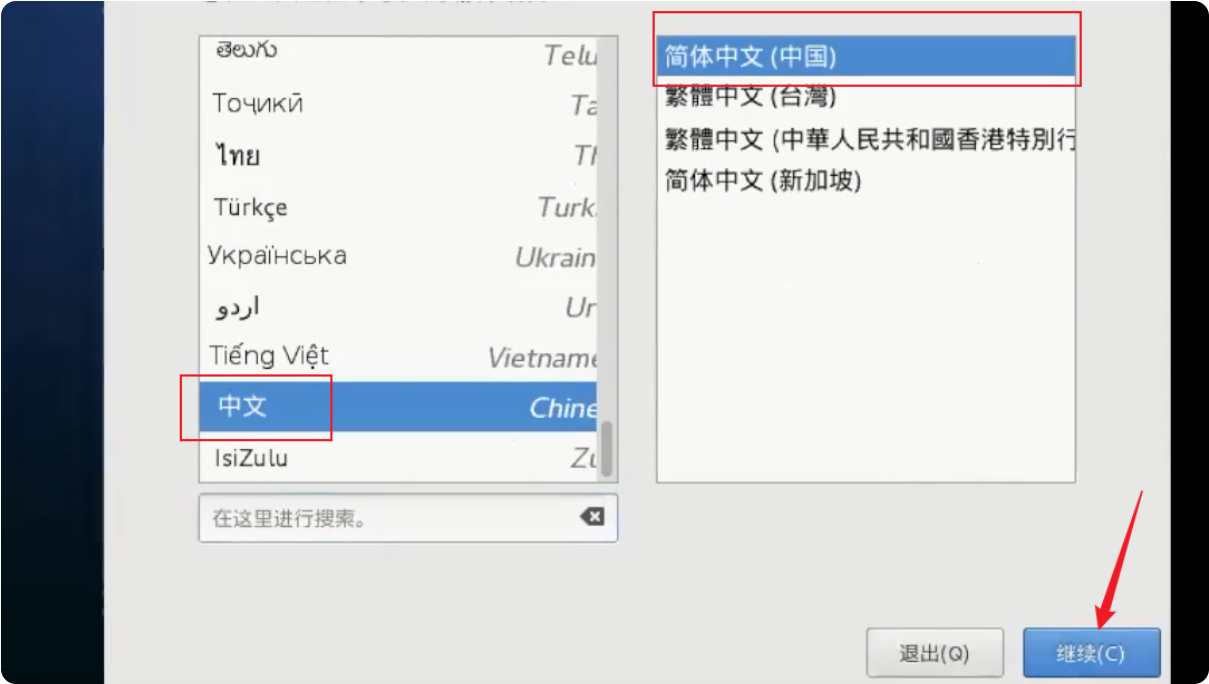 తెలుగు Telu
Тоҷикӣ Ta
ไทย Th
Türkçe Turk
Українська Ukrain
اردو Ur
Tiếng Việt Vietname
中文 Chine
IsiZulu Zu
在这里进行搜索。
简体中文 (中国)
繁體中文 (台灣)
繁體中文 (中華人民共和國香港特別行
简体中文 (新加坡)
退出(Q) 继续(C)